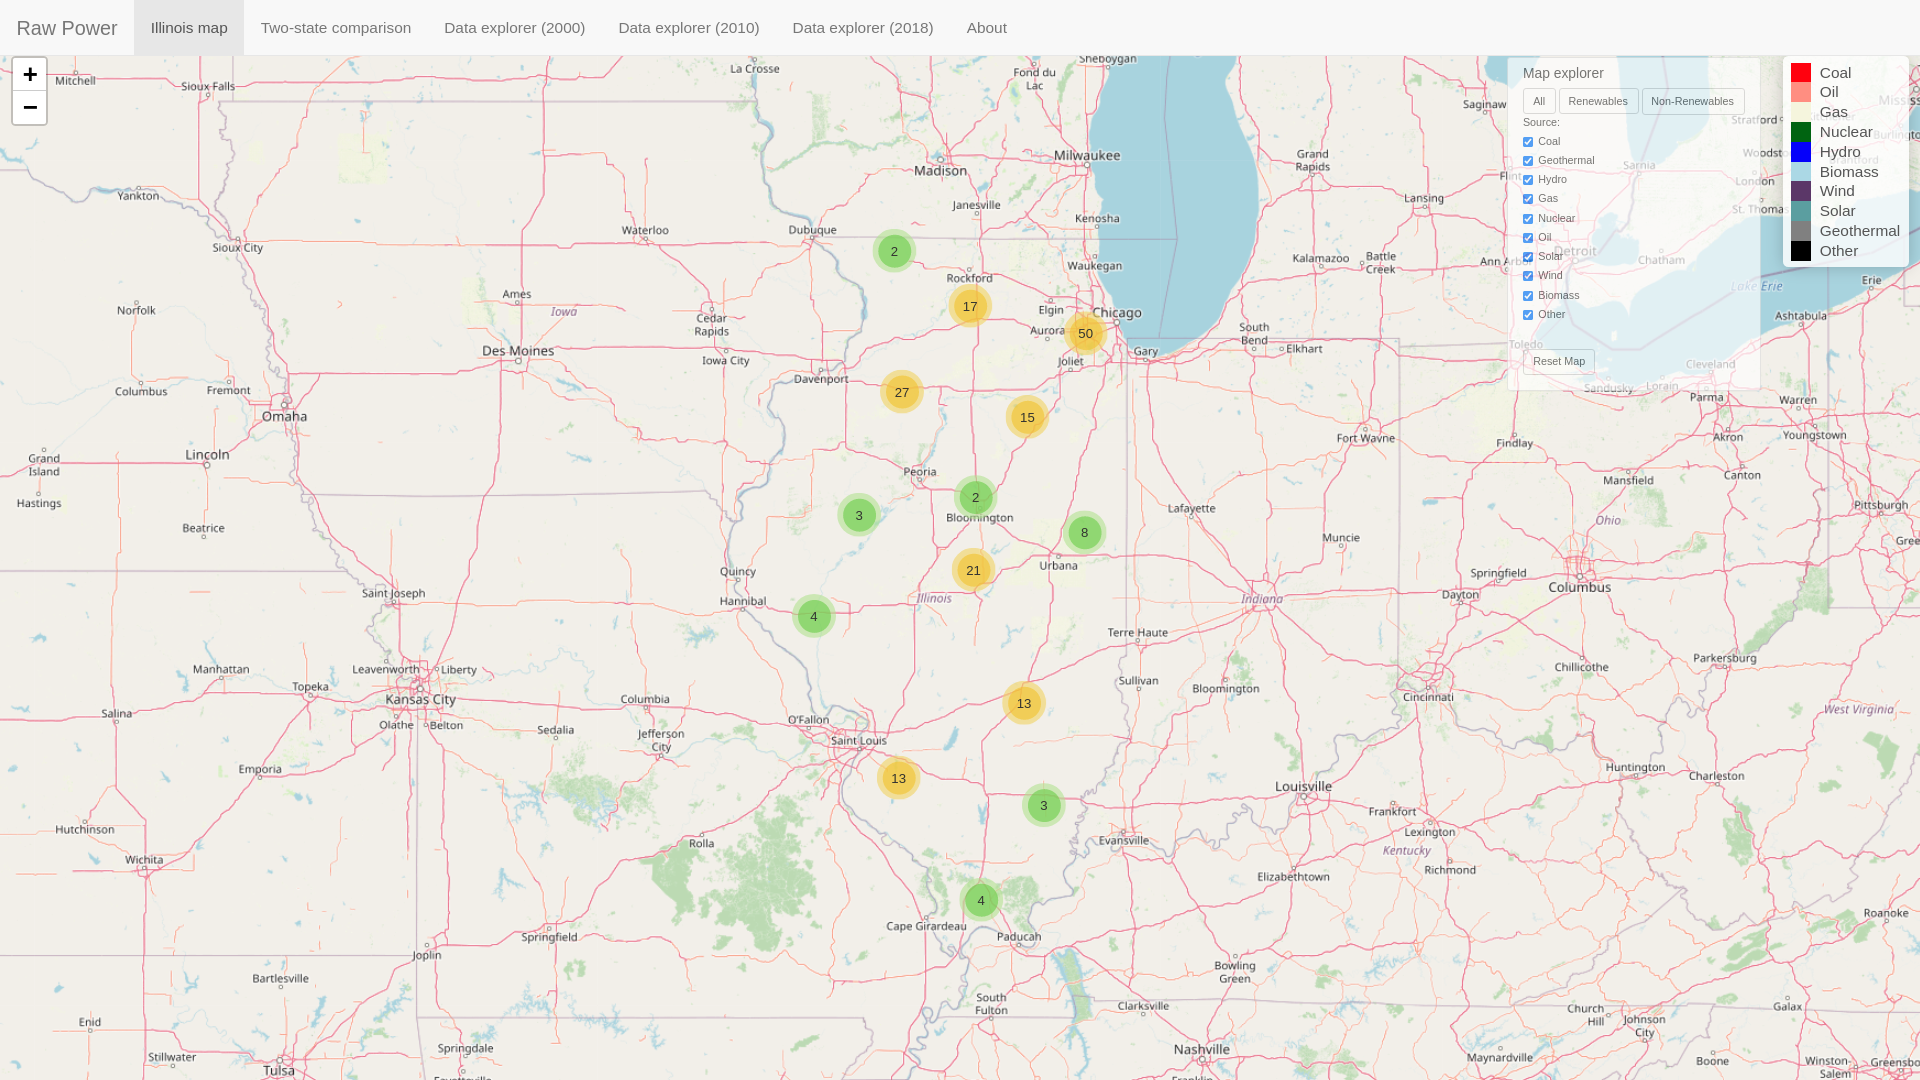 Raw Power
Illinois map
Two-state comparison
Data explorer (2000)
Data explorer (2010)
Data explorer (2018)
About
+
−
Map explorer
All
Renewables
Non-Renewables
Source:
Coal
Geothermal
Hydro
Gas
Nuclear
Oil
Solar
Wind
Biomass
Other
Reset Map
Coal
Oil
Gas
Nuclear
Hydro
Biomass
Wind
Solar
Geothermal
Other
Mitchell
Sioux Falls
La Crosse
Fond du
Lac
Sheboygan
Saginaw
Stratford
Woodstock
London
St. Thomas
Sarnia
Milwaukee
Madison
Grand
Rapids
Lansing
Yankton
Janesville
Kenosha
Sioux City
Waterloo
Dubuque
2
Waukegan
Kalamazoo
Battle
Creek
Ann Arbor
Detroit
Chatham
Rockford
Lake Erie
Erie
Norfolk
Ames
Iowa
Cedar
Rapids
17
Elgin
Chicago
Aurora
50
South
Bend
Elkhart
Ashtabula
Toledo
Des Moines
Iowa City
Joliet
Gary
Cleveland
Columbus
Fremont
Davenport
27
Sandusky
Lorain
Parma
Warren
Omaha
15
Fort Wayne
Findlay
Akron
Youngstown
Lincoln
Grand
Island
Peoria
Canton
Mansfield
Hastings
2
Bloomington
3
Lafayette
Pittsburgh
Beatrice
8
Muncie
Ohio
Quincy
21
Urbana
Springfield
Columbus
Saint Joseph
Hannibal
Illinois
Indiana
Dayton
4
Terre Haute
Manhattan
Leavenworth
Liberty
Topeka
Kansas City
Sullivan
Bloomington
Chillicothe
Parkersburg
Cincinnati
Columbia
13
Salina
Olathe
Belton
Sedalia
Jefferson
City
O'Fallon
Saint Louis
West Virginia
Emporia
13
Huntington
Charleston
3
Louisville
Frankfort
Lexington
Hutchinson
Wichita
Rolla
Evansville
Kentucky
Richmond
Elizabethtown
4
Cape Girardeau
Paducah
Springfield
Roanoke
Joplin
Bartlesville
Bowling
Green
South
Fulton
Clarksville
Church
Hill
Johnson
City
Galax
Enid
Stillwater
Springdale
Tulsa
Nashville
Maynardville
Boone
Winston-
Salem